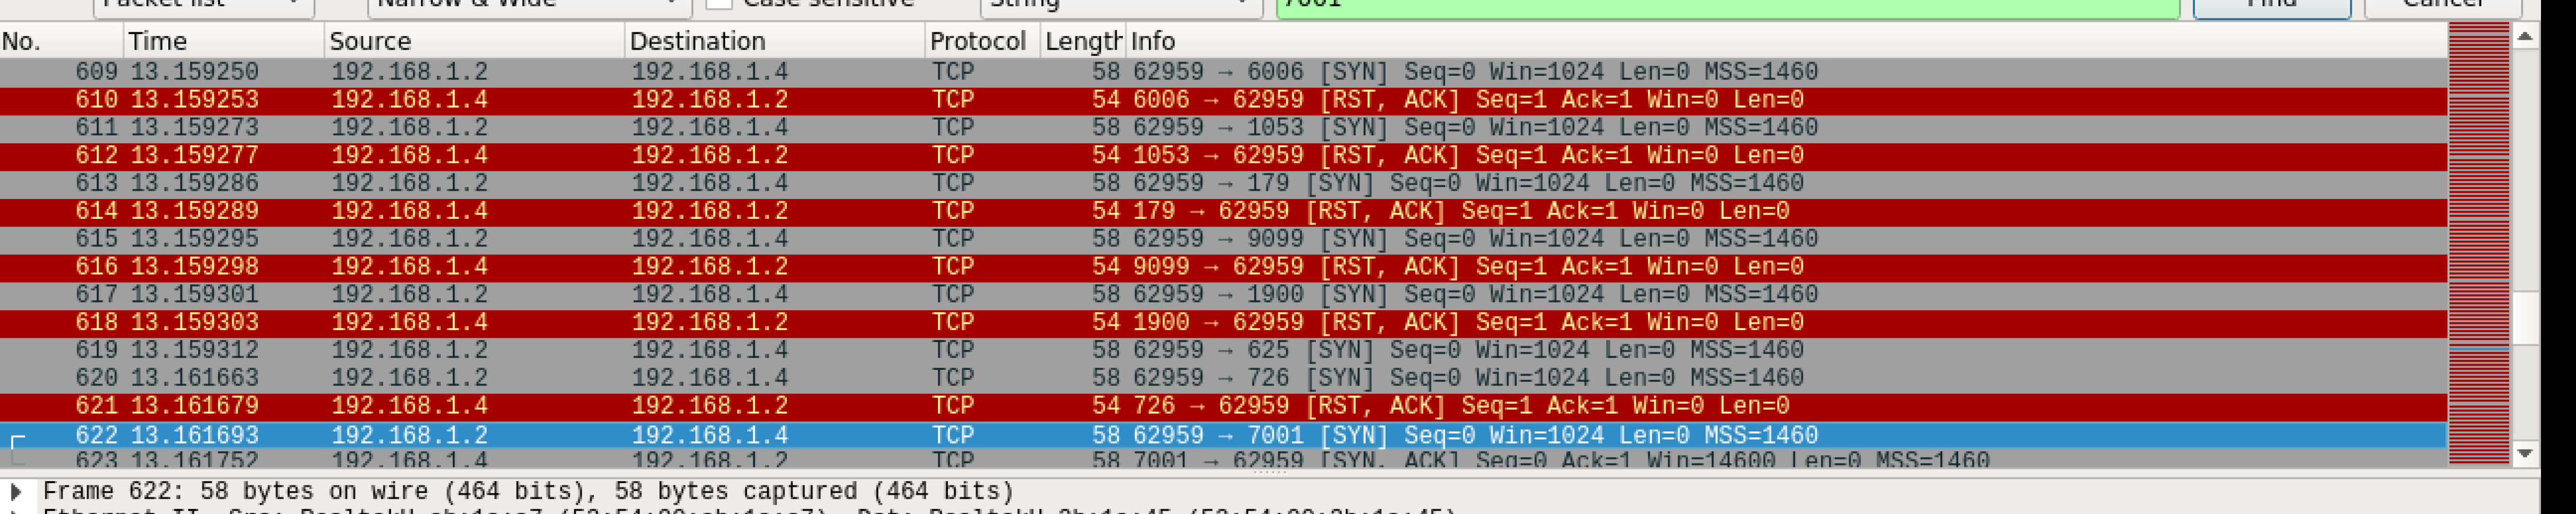 Packet list Narrow & Wide Case sensitive String 7001 Find Cancel
No. Time Source Destination Protocol Length Info
609 13.159250 192.168.1.2 192.168.1.4 TCP 58 62959 → 6006 [SYN] Seq=0 Win=1024 Len=0 MSS=1460
610 13.159253 192.168.1.4 192.168.1.2 TCP 54 6006 → 62959 [RST, ACK] Seq=1 Ack=1 Win=0 Len=0
611 13.159273 192.168.1.2 192.168.1.4 TCP 58 62959 → 1053 [SYN] Seq=0 Win=1024 Len=0 MSS=1460
612 13.159277 192.168.1.4 192.168.1.2 TCP 54 1053 → 62959 [RST, ACK] Seq=1 Ack=1 Win=0 Len=0
613 13.159286 192.168.1.2 192.168.1.4 TCP 58 62959 → 179 [SYN] Seq=0 Win=1024 Len=0 MSS=1460
614 13.159289 192.168.1.4 192.168.1.2 TCP 54 179 → 62959 [RST, ACK] Seq=1 Ack=1 Win=0 Len=0
615 13.159295 192.168.1.2 192.168.1.4 TCP 58 62959 → 9099 [SYN] Seq=0 Win=1024 Len=0 MSS=1460
616 13.159298 192.168.1.4 192.168.1.2 TCP 54 9099 → 62959 [RST, ACK] Seq=1 Ack=1 Win=0 Len=0
617 13.159301 192.168.1.2 192.168.1.4 TCP 58 62959 → 1900 [SYN] Seq=0 Win=1024 Len=0 MSS=1460
618 13.159303 192.168.1.4 192.168.1.2 TCP 54 1900 → 62959 [RST, ACK] Seq=1 Ack=1 Win=0 Len=0
619 13.159312 192.168.1.2 192.168.1.4 TCP 58 62959 → 625 [SYN] Seq=0 Win=1024 Len=0 MSS=1460
620 13.161663 192.168.1.2 192.168.1.4 TCP 58 62959 → 726 [SYN] Seq=0 Win=1024 Len=0 MSS=1460
621 13.161679 192.168.1.4 192.168.1.2 TCP 54 726 → 62959 [RST, ACK] Seq=1 Ack=1 Win=0 Len=0
622 13.161693 192.168.1.2 192.168.1.4 TCP 58 62959 → 7001 [SYN] Seq=0 Win=1024 Len=0 MSS=1460
623 13.161752 192.168.1.4 192.168.1.2 TCP 58 7001 → 62959 [SYN, ACK] Seq=0 Ack=1 Win=14600 Len=0 MSS=1460
Frame 622: 58 bytes on wire (464 bits), 58 bytes captured (464 bits)
Ethernet II, Src: